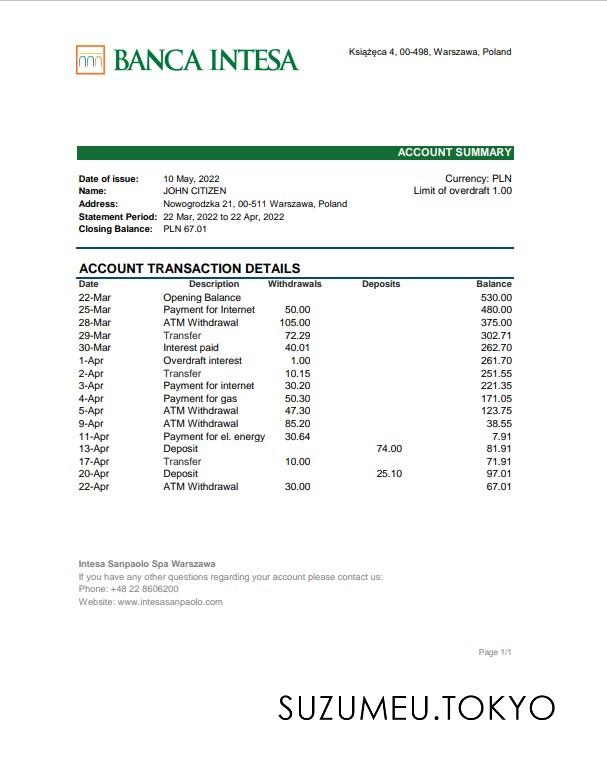 BANCA INTESA
Książęca 4, 00-498, Warszawa, Poland
ACCOUNT SUMMARY
Date of issue: 10 May, 2022 Currency: PLN
Name: JOHN CITIZEN Limit of overdraft 1.00
Address: Nowogrodzka 21, 00-511 Warszawa, Poland
Statement Period: 22 Mar, 2022 to 22 Apr, 2022
Closing Balance: PLN 67.01
ACCOUNT TRANSACTION DETAILS
Date Description Withdrawals Deposits Balance
22-Mar Opening Balance 530.00
25-Mar Payment for Internet 50.00 480.00
28-Mar ATM Withdrawal 105.00 375.00
29-Mar Transfer 72.29 302.71
30-Mar Interest paid 40.01 262.70
1-Apr Overdraft interest 1.00 261.70
2-Apr Transfer 10.15 251.55
3-Apr Payment for internet 30.20 221.35
4-Apr Payment for gas 50.30 171.05
5-Apr ATM Withdrawal 47.30 123.75
9-Apr ATM Withdrawal 85.20 38.55
11-Apr Payment for el. energy 30.64 7.91
13-Apr Deposit 74.00 81.91
17-Apr Transfer 10.00 71.91
20-Apr Deposit 25.10 97.01
22-Apr ATM Withdrawal 30.00 67.01
Intesa Sanpaolo Spa Warszawa
If you have any other questions regarding your account please contact us:
Phone: +48 22 8606200
Website: www.intesasanpaolo.com
Page 1/1
SUZUMEU.TOKYO